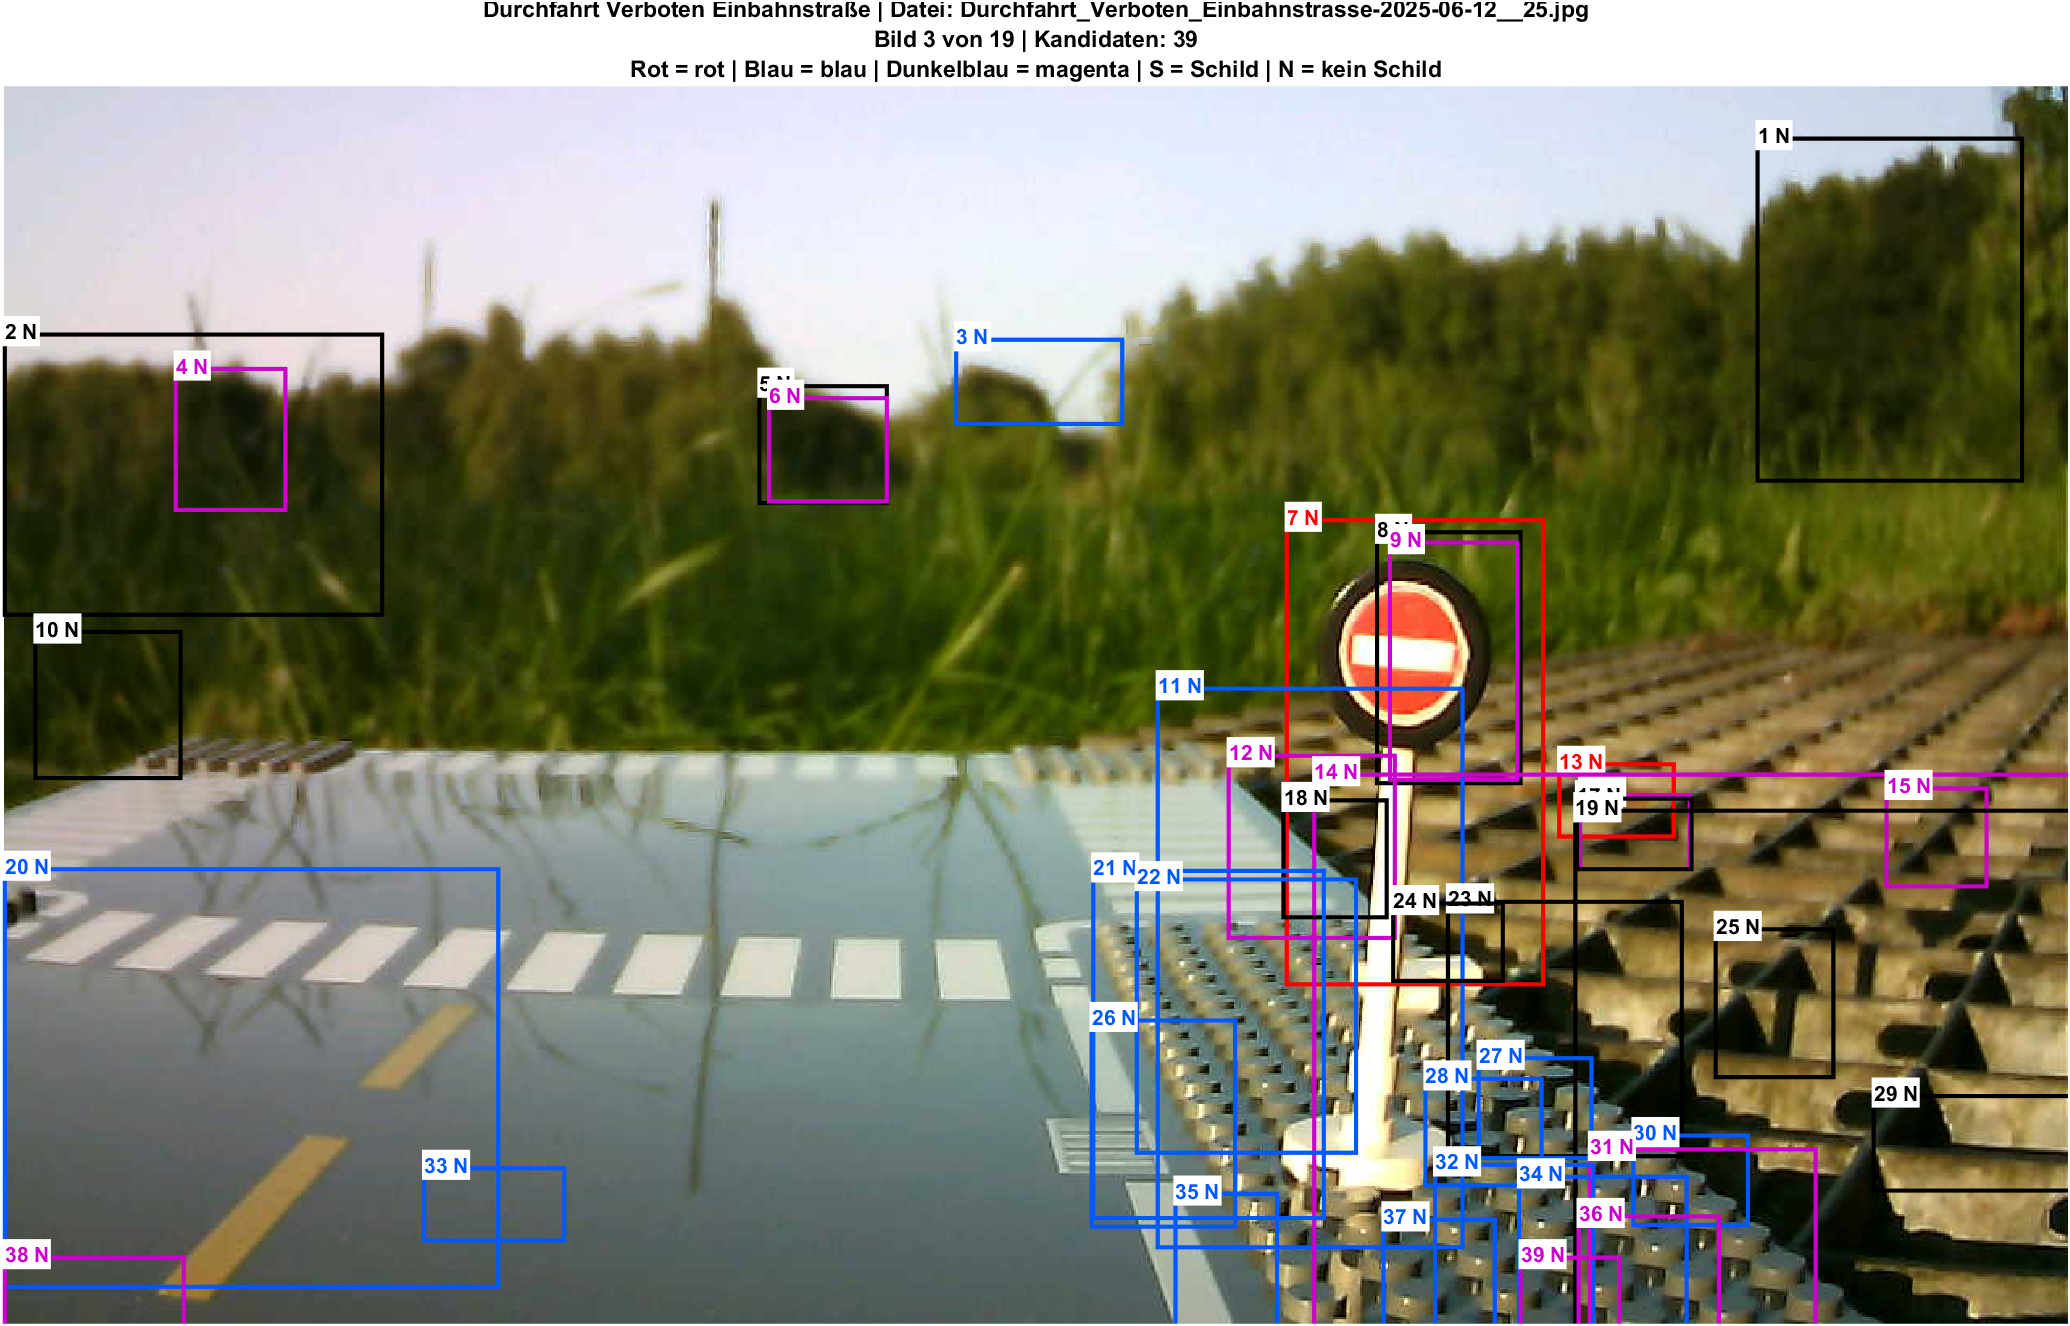 Durchfahrt Verboten Einbahnstraße | Datei: Durchfahrt_Verboten_Einbahnstrasse-2025-06-12__25.jpg
Bild 3 von 19 | Kandidaten: 39
Rot = rot | Blau = blau | Dunkelblau = magenta | S = Schild | N = kein Schild
1 N
2 N
3 N
4 N
5 N
6 N
7 N
8 N
9 N
10 N
11 N
12 N
13 N
14 N
15 N
17 N
18 N
19 N
20 N
21 N
22 N
23 N
24 N
25 N
26 N
27 N
28 N
29 N
30 N
31 N
32 N
33 N
34 N
35 N
36 N
37 N
38 N
39 N